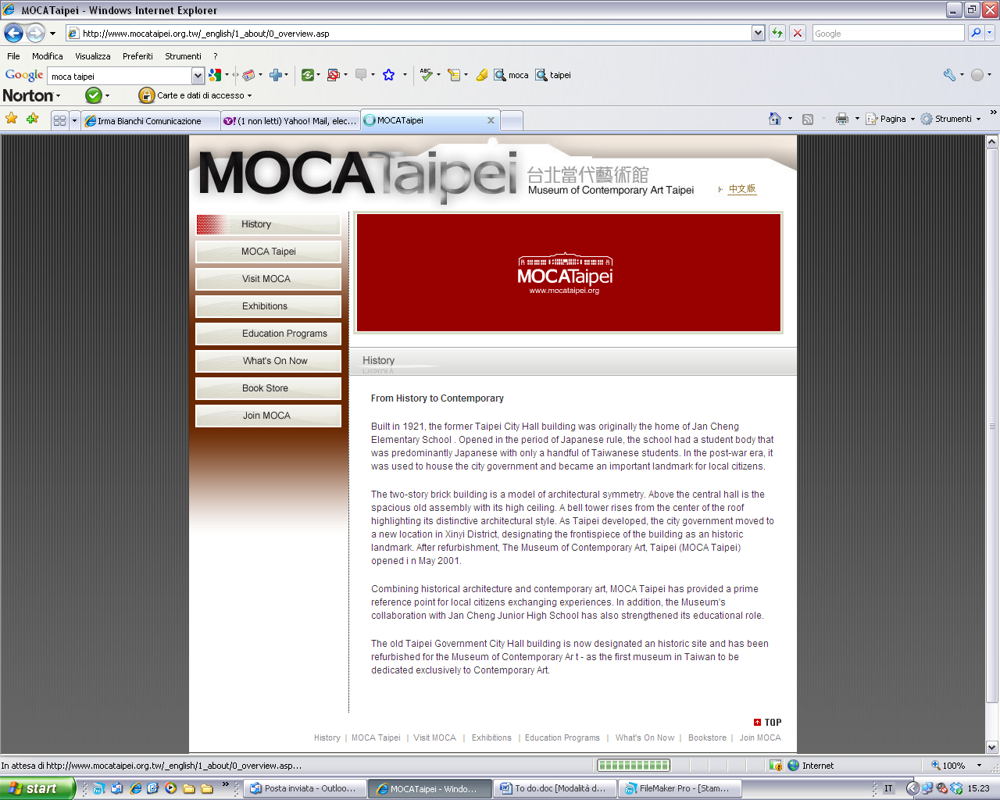 MOCATaipei - Windows Internet Explorer
http://www.mocataipei.org.tw/_english/1_about/0_overview.asp
Google
File Modifica Visualizza Preferiti Strumenti ?
Google moca taipei ABC moca taipei
Norton Carte e dati di accesso
Irma Bianchi Comunicazione (1 non letti) Yahoo! Mail, elec... MOCATaipei Pagina Strumenti
MOCATaipei 台北當代藝術館
Museum of Contemporary Art Taipei 中文版
History
MOCA Taipei
Visit MOCA
Exhibitions
Education Programs
What's On Now
Book Store
Join MOCA
MOCATaipei
www.mocataipei.org
History
From History to Contemporary
Built in 1921, the former Taipei City Hall building was originally the home of Jan Cheng
Elementary School . Opened in the period of Japanese rule, the school had a student body that
was predominantly Japanese with only a handful of Taiwanese students. In the post-war era, it
was used to house the city government and became an important landmark for local citizens.
The two-story brick building is a model of architectural symmetry. Above the central hall is the
spacious old assembly with its high ceiling. A bell tower rises from the center of the roof
highlighting its distinctive architectural style. As Taipei developed, the city government moved to
a new location in Xinyi District, designating the frontispiece of the building as an historic
landmark. After refurbishment, The Museum of Contemporary Art, Taipei (MOCA Taipei)
opened i n May 2001.
Combining historical architecture and contemporary art, MOCA Taipei has provided a prime
reference point for local citizens exchanging experiences. In addition, the Museum's
collaboration with Jan Cheng Junior High School has also strengthened its educational role.
The old Taipei Government City Hall building is now designated an historic site and has been
refurbished for the Museum of Contemporary Ar t - as the first museum in Taiwan to be
dedicated exclusively to Contemporary Art.
TOP
History | MOCA Taipei | Visit MOCA | Exhibitions | Education Programs | What's On Now | Bookstore | Join MOCA
In attesa di http://www.mocataipei.org.tw/_english/1_about/0_overview.asp... Internet 100%
start Posta inviata - Outloo... MOCATaipei - Windo... To do.doc [Modalità d... FileMaker Pro - [Stam... IT 15.23